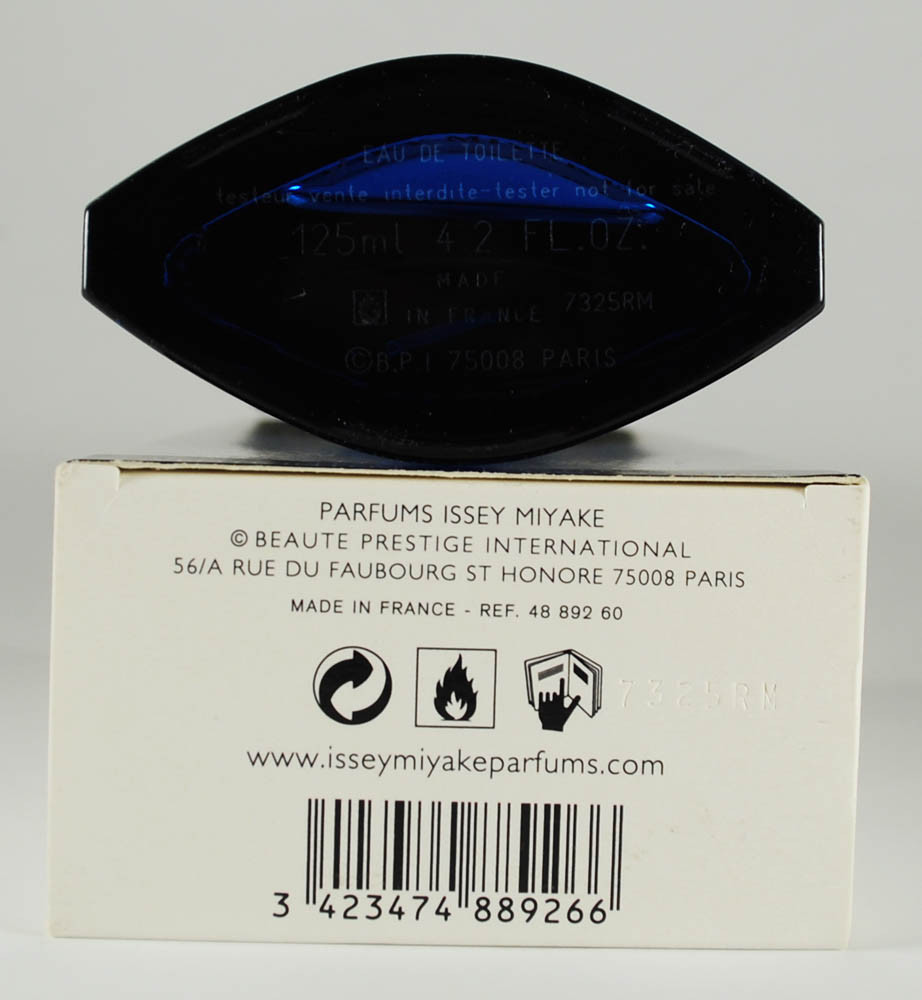 EAU DE TOILETTE
testeur vente interdite-tester not for sale
125ml 4 2 FL.OZ.
MADE
IN FRANCE 7325RM
©B.P.I 75008 PARIS
PARFUMS ISSEY MIYAKE
© BEAUTE PRESTIGE INTERNATIONAL
56/A RUE DU FAUBOURG ST HONORE 75008 PARIS
MADE IN FRANCE - REF. 48 892 60
7325RM
www.isseymiyakeparfums.com
3 423474 889266